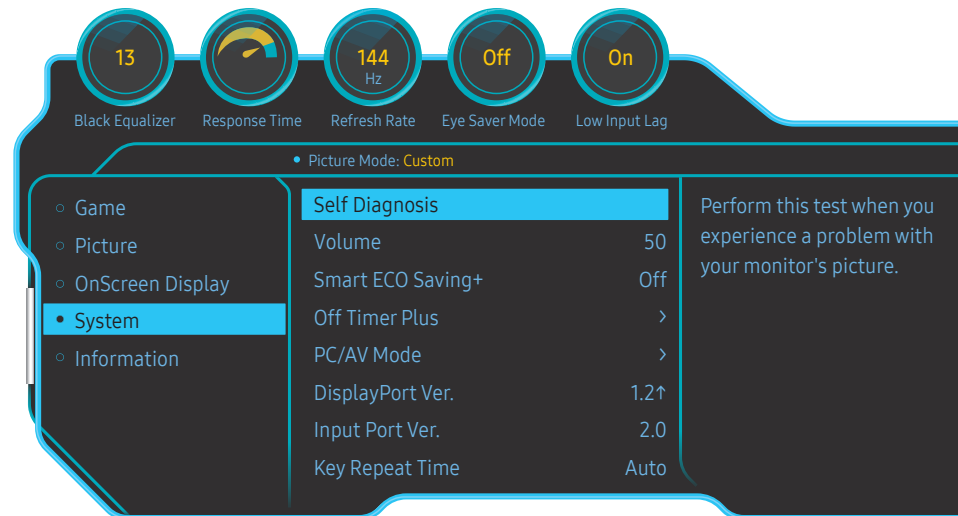 13
144
Hz
Off
On
Black Equalizer
Response Time
Refresh Rate
Eye Saver Mode
Low Input Lag
Picture Mode: Custom
Game
Picture
OnScreen Display
System
Information
Self Diagnosis
Volume 50
Smart ECO Saving+ Off
Off Timer Plus >
PC/AV Mode >
DisplayPort Ver. 1.2↑
Input Port Ver. 2.0
Key Repeat Time Auto
Perform this test when you
experience a problem with
your monitor's picture.